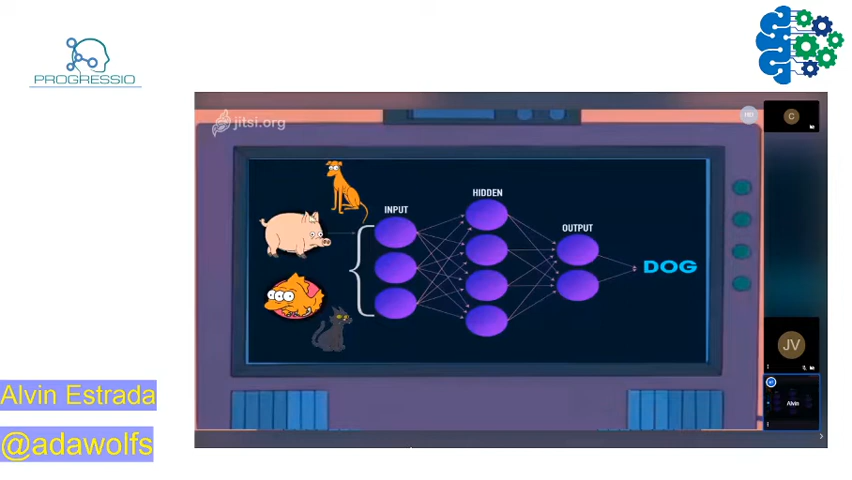 PROGRESSIO
jitsi.org
C
HIDDEN
INPUT
OUTPUT
DOG
JV
Alvin
Alvin Estrada
@adawolfs